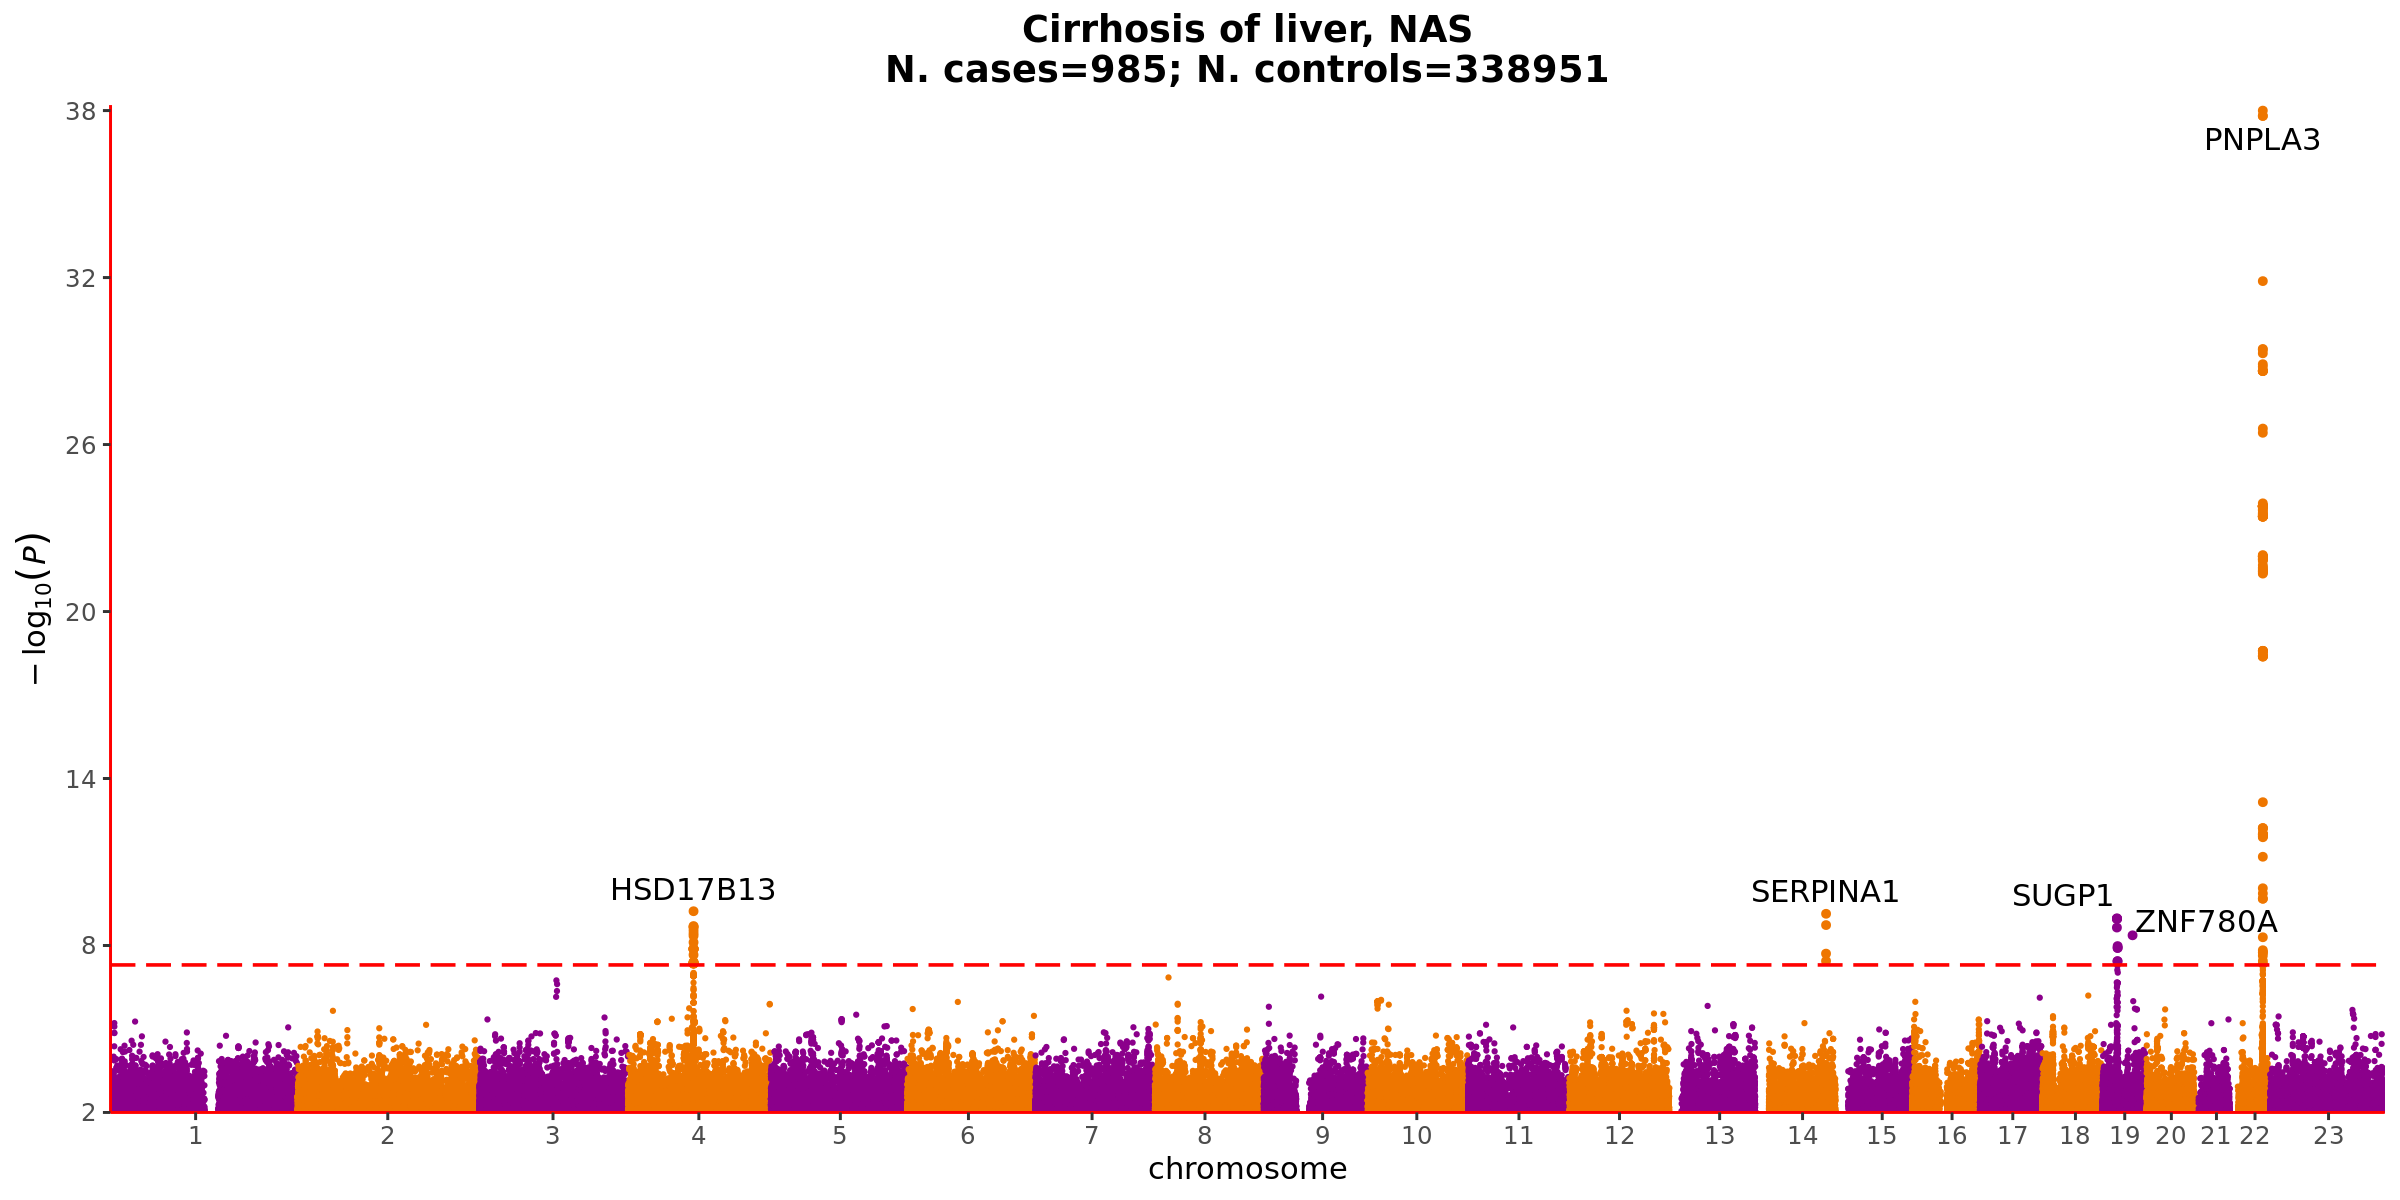 Cirrhosis of liver, NAS
N. cases=985; N. controls=338951
38
32
26
20
14
8
2
−log10(P)
PNPLA3
HSD17B13
SERPINA1
SUGP1
ZNF780A
1 2 3 4 5 6 7 8 9 10 11 12 13 14 15 16 17 18 19 20 21 22 23
chromosome